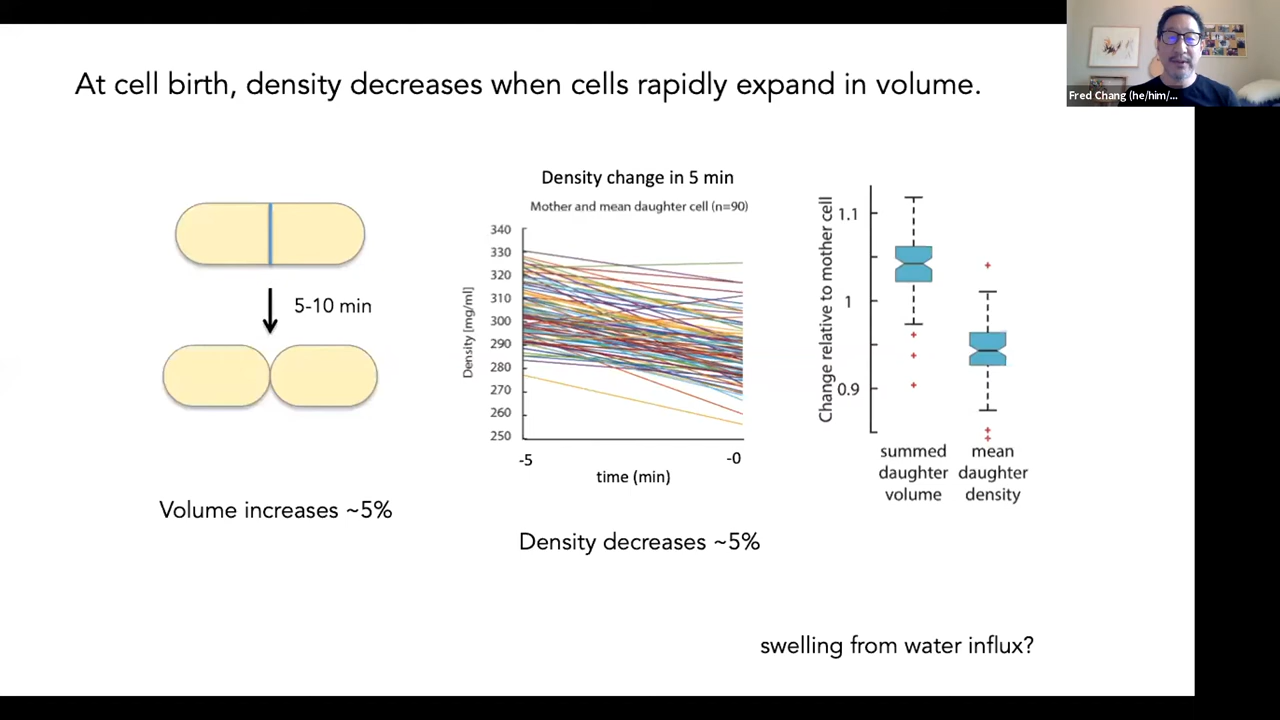 At cell birth, density decreases when cells rapidly expand in volume.
Fred Chang (he/him/...
5-10 min
Volume increases ~5%
Density change in 5 min
Mother and mean daughter cell (n=90)
Density [mg/ml]
340
330
320
310
300
290
280
270
260
250
-5
-0
time (min)
Density decreases ~5%
Change relative to mother cell
1.1
1
0.9
summed
daughter
volume
mean
daughter
density
swelling from water influx?